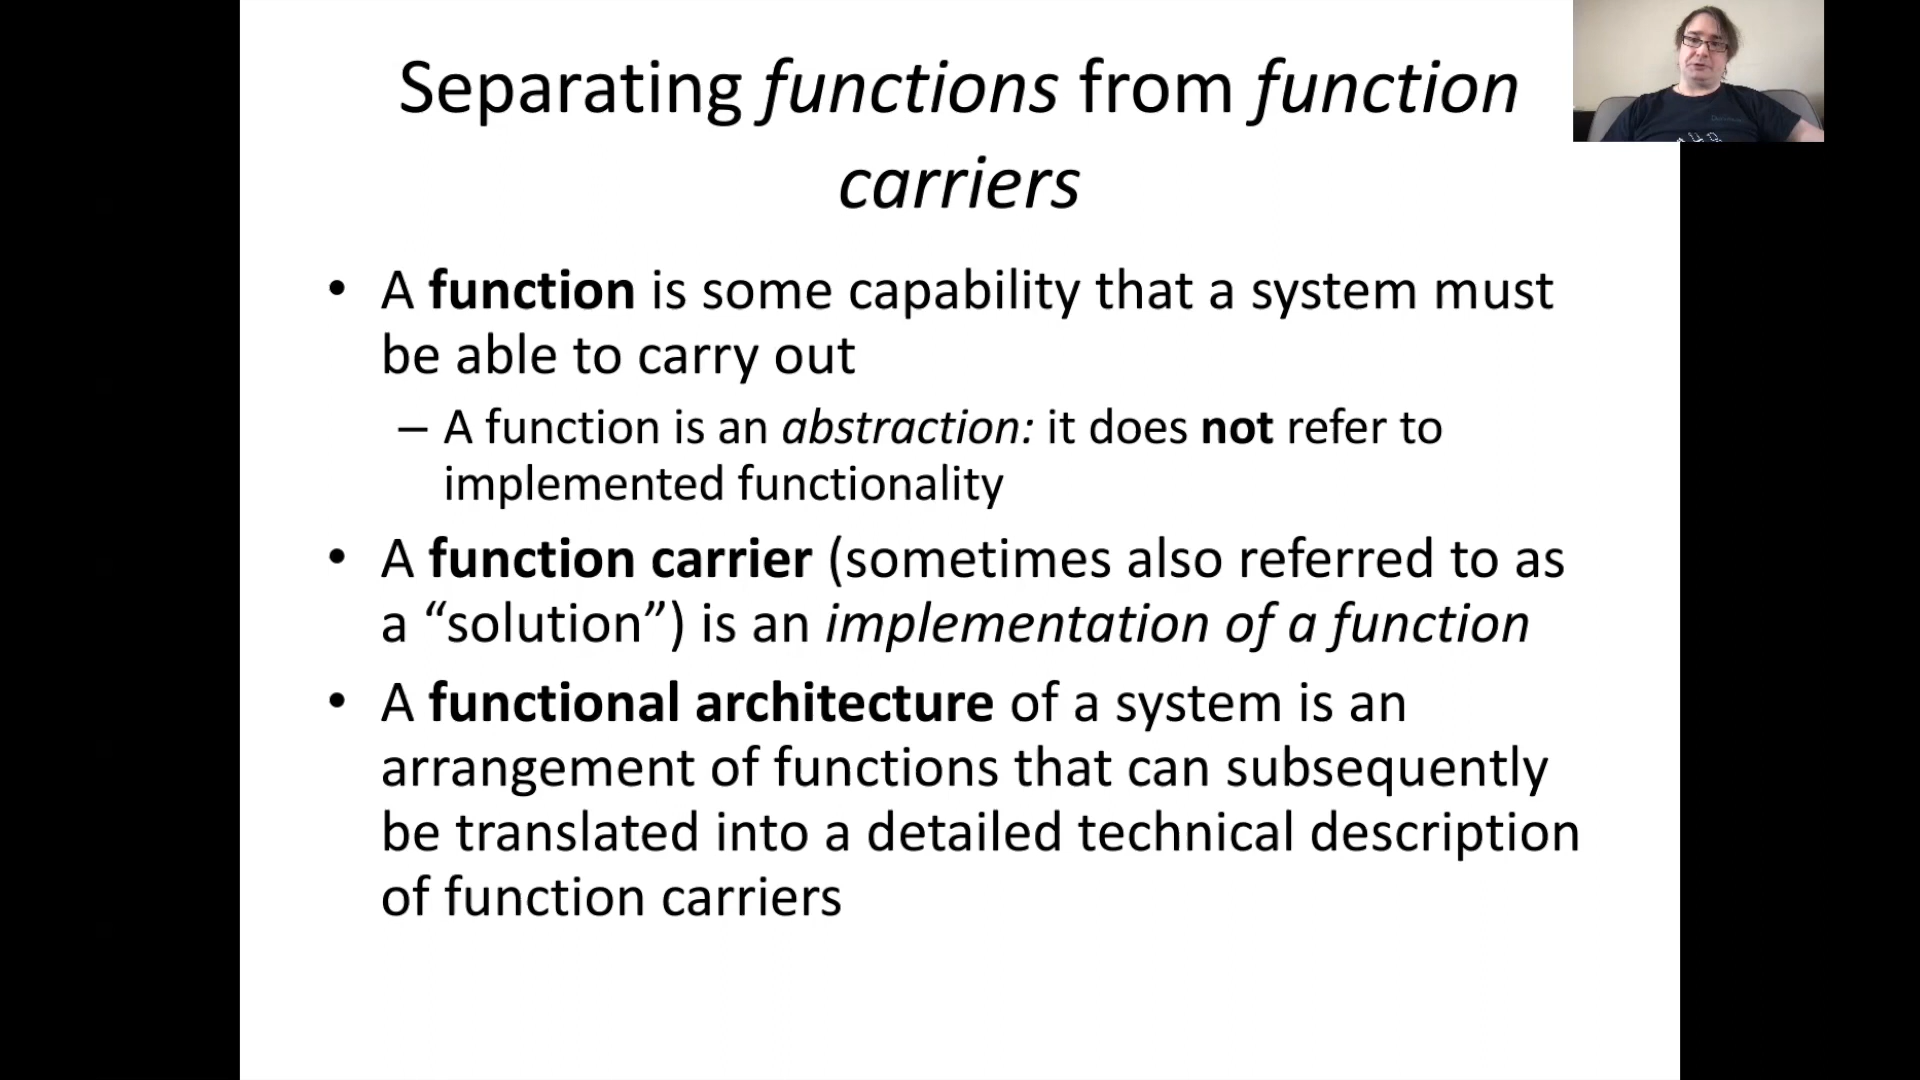 Separating functions from function
carriers
• A function is some capability that a system must
be able to carry out
– A function is an abstraction: it does not refer to
implemented functionality
• A function carrier (sometimes also referred to as
a “solution”) is an implementation of a function
• A functional architecture of a system is an
arrangement of functions that can subsequently
be translated into a detailed technical description
of function carriers